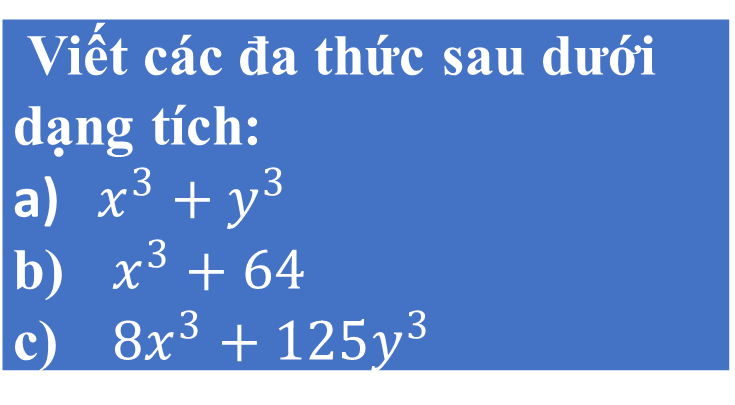 Viết các đa thức sau dưới
dạng tích:
a) x³ + y³
b) x³ + 64
c) 8x³ + 125y³